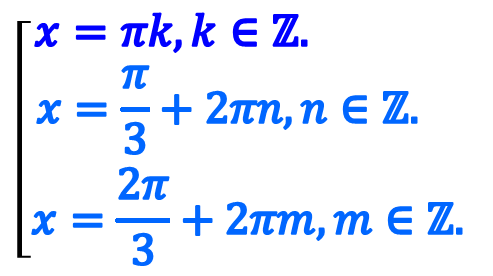 x = πk, k ∈ ℤ.
x = π/3 + 2πn, n ∈ ℤ.
x = 2π/3 + 2πm, m ∈ ℤ.